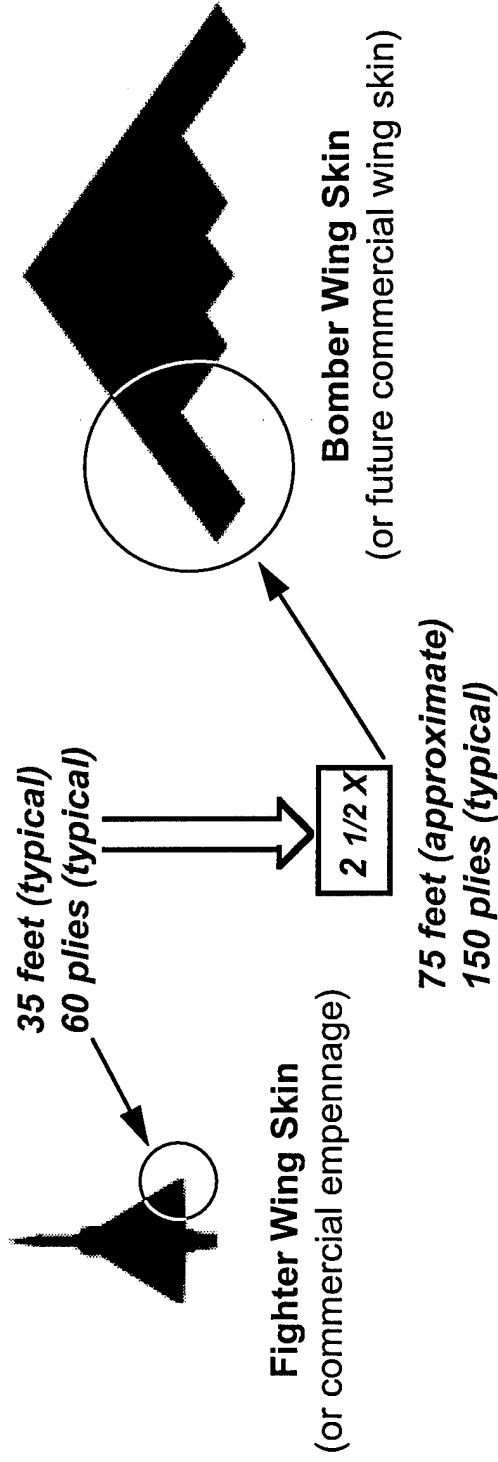 35 feet (typical)
60 plies (typical)
Fighter Wing Skin
(or commercial empennage)
2 1/2 X
75 feet (approximate)
150 plies (typical)
Bomber Wing Skin
(or future commercial wing skin)